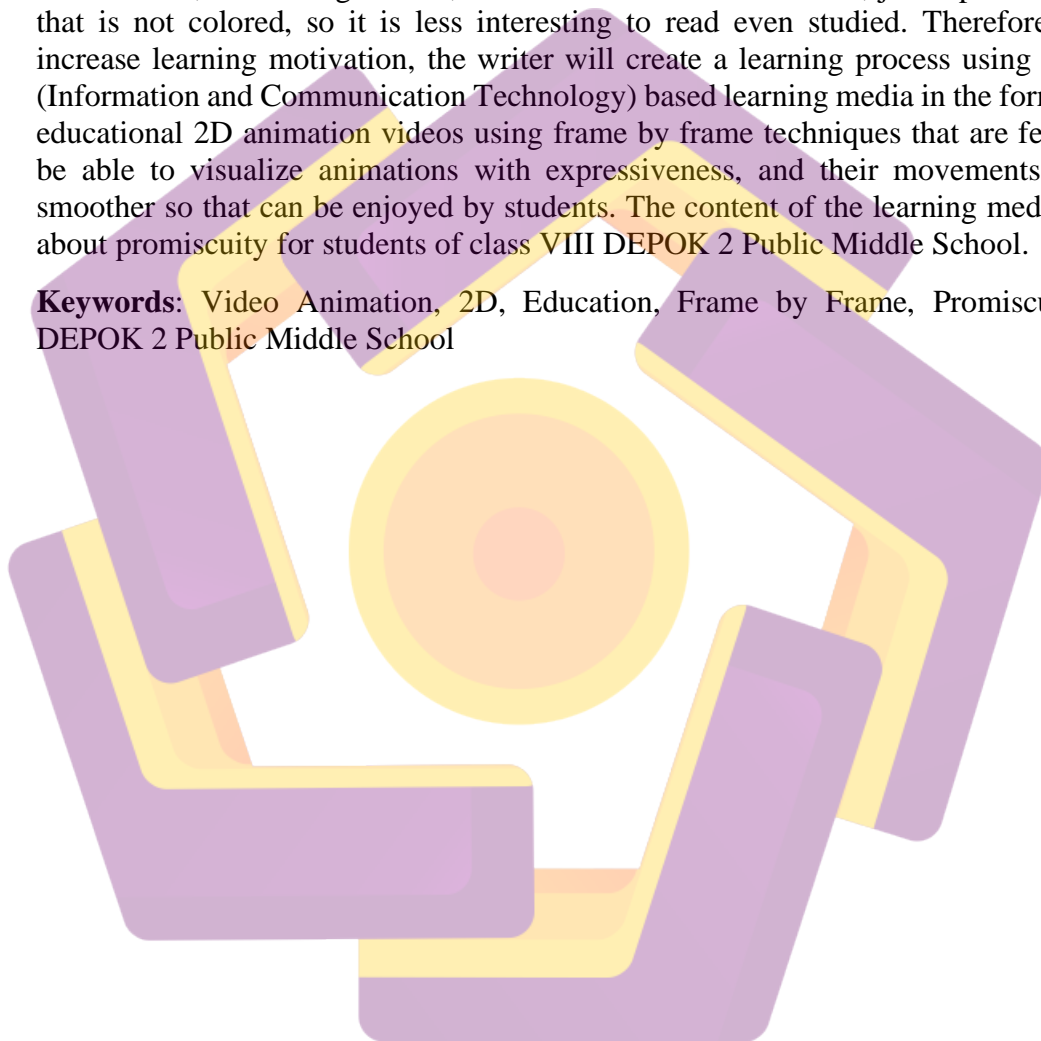 that is not colored, so it is less interesting to read even studied. Therefore
increase learning motivation, the writer will create a learning process using
(Information and Communication Technology) based learning media in the for
educational 2D animation videos using frame by frame techniques that are fe
be able to visualize animations with expressiveness, and their movements
smoother so that can be enjoyed by students. The content of the learning med
about promiscuity for students of class VIII DEPOK 2 Public Middle School.
Keywords: Video Animation, 2D, Education, Frame by Frame, Promiscu
DEPOK 2 Public Middle School